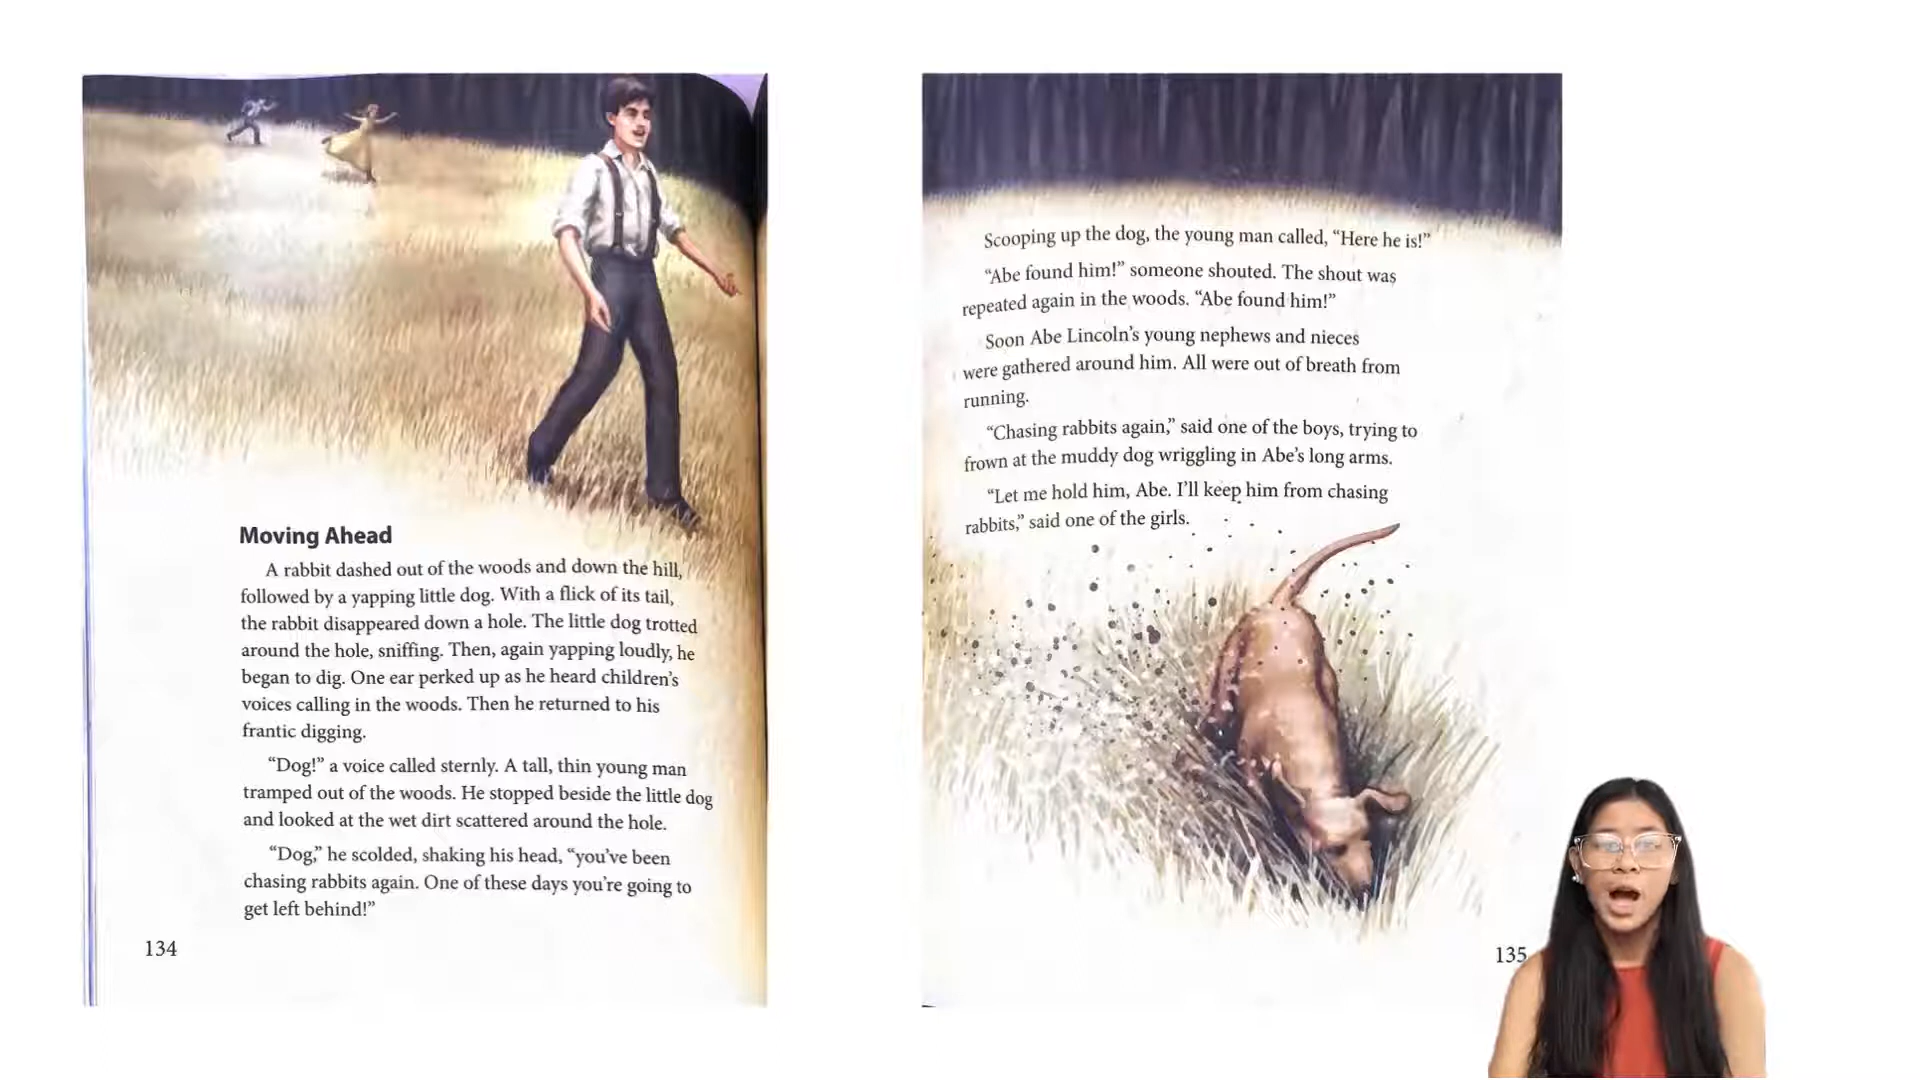 Moving Ahead
A rabbit dashed out of the woods and down the hill,
followed by a yapping little dog. With a flick of its tail,
the rabbit disappeared down a hole. The little dog trotted
around the hole, sniffing. Then, again yapping loudly, he
began to dig. One ear perked up as he heard children’s
voices calling in the woods. Then he returned to his
frantic digging.
“Dog!” a voice called sternly. A tall, thin young man
tramped out of the woods. He stopped beside the little dog
and looked at the wet dirt scattered around the hole.
“Dog,” he scolded, shaking his head, “you’ve been
chasing rabbits again. One of these days you’re going to
get left behind!”
134
Scooping up the dog, the young man called, “Here he is!”
“Abe found him!” someone shouted. The shout was
repeated again in the woods. “Abe found him!”
Soon Abe Lincoln’s young nephews and nieces
were gathered around him. All were out of breath from
running.
“Chasing rabbits again,” said one of the boys, trying to
frown at the muddy dog wriggling in Abe’s long arms.
“Let me hold him, Abe. I’ll keep him from chasing
rabbits,” said one of the girls.
135